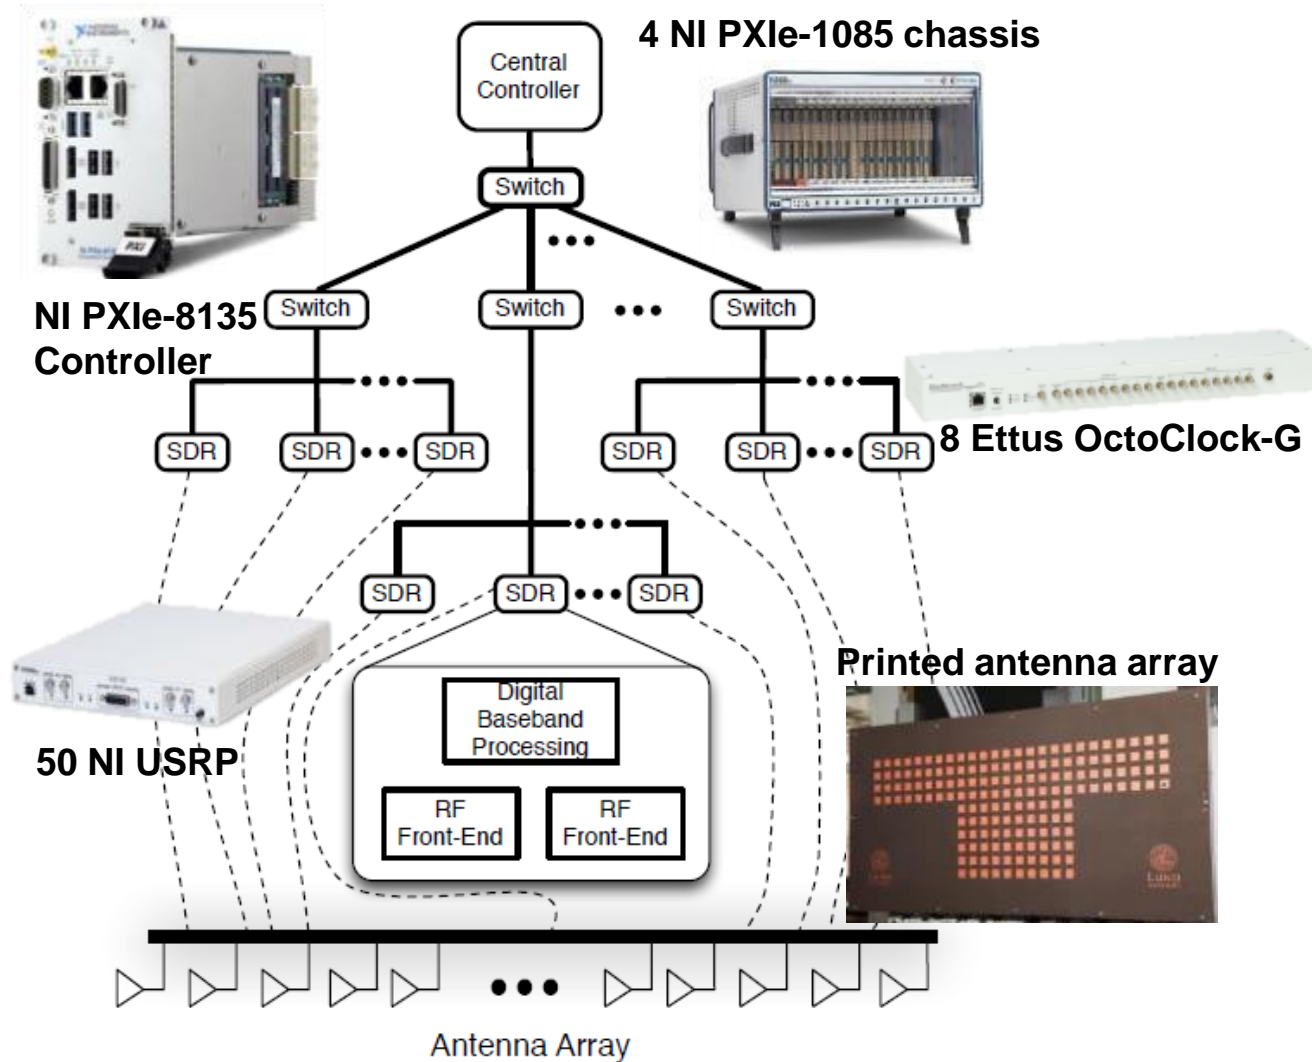 4 NI PXIe-1085 chassis
Central
Controller
Switch
NI PXIe-8135
Controller
Switch
Switch
Switch
SDR
SDR
SDR
SDR
SDR
SDR
8 Ettus OctoClock-G
SDR
SDR
SDR
50 NI USRP
Digital
Baseband
Processing
RF
Front-End
RF
Front-End
Printed antenna array
Antenna Array